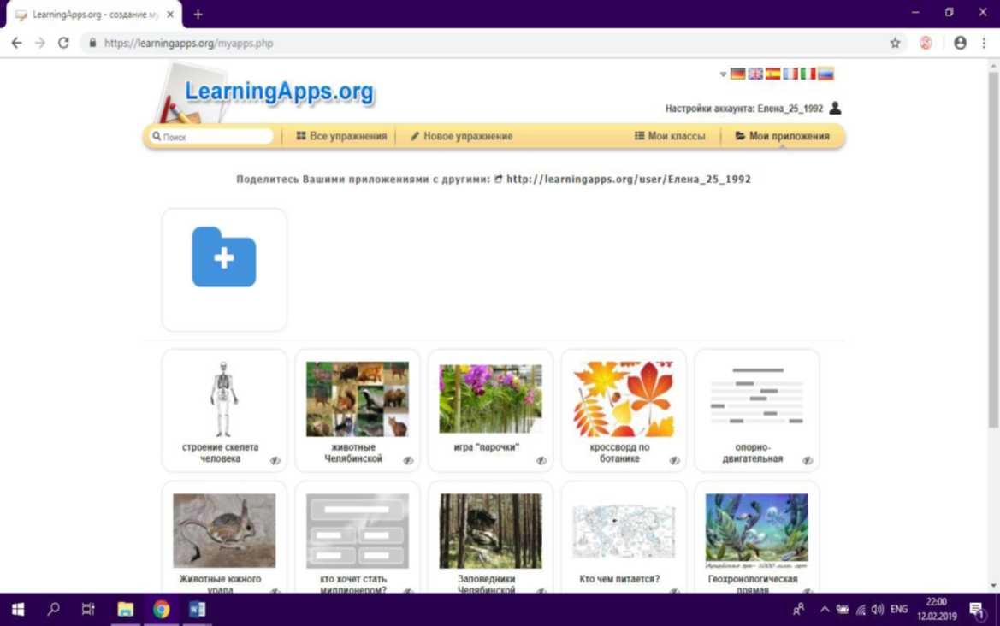 LearningApps.org - создание му
https://learningapps.org/myapps.php
LearningApps.org
Настройки аккаунта: Елена_25_1992
Поиск
Все упражнения
Новое упражнение
Мои классы
Мои приложения
Поделитесь Вашими приложениями с другими: http://learningapps.org/user/Елена_25_1992
строение скелета
человека
животные
Челябинской
игра "парочки"
кроссворд по
ботанике
опорно-
двигательная
Животные южного
урала
кто хочет стать
миллионером?
Заповедники
Челябинской
Кто чем питается?
Геохронологическая
прямая
ENG
22:00
12.02.2019
1